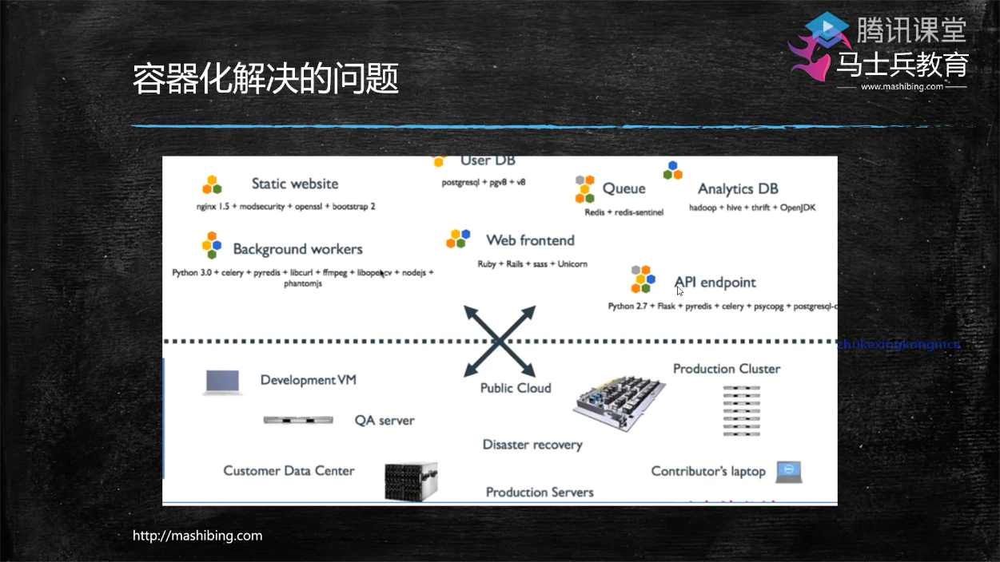 腾讯课堂
马士兵教育
www.mashibing.com
容器化解决的问题
User DB
postgresql + pgv8 + v8
Static website
nginx 1.5 + modsecurity + openssl + bootstrap 2
Queue
Redis + redis-sentinel
Analytics DB
hadoop + hive + thrift + OpenJDK
Background workers
Python 3.0 + celery + pyredis + libcurl + ffmpeg + libopencv + nodejs +
phantomjs
Web frontend
Ruby + Rails + sass + Unicorn
API endpoint
Python 2.7 + Flask + pyredis + celery + psycopg + postgresql-c
zhukexingkongmca
Development VM
QA server
Customer Data Center
Public Cloud
Disaster recovery
Production Servers
Production Cluster
Contributor's laptop
http://mashibing.com